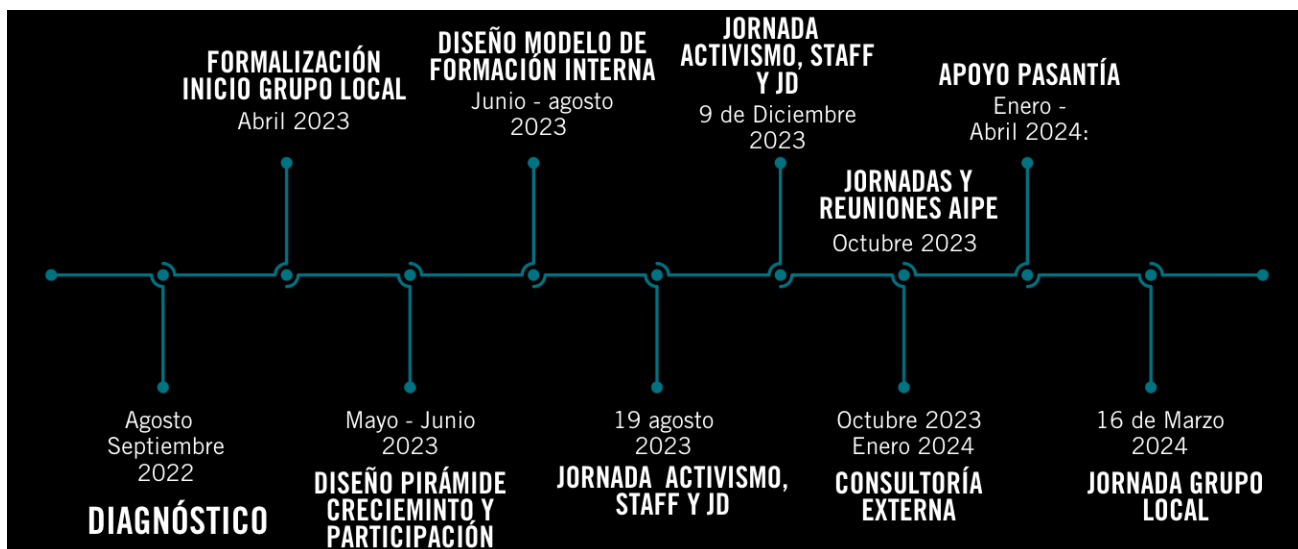 FORMALIZACIÓN
INICIO GRUPO LOCAL
Abril 2023
DISEÑO MODELO DE
FORMACIÓN INTERNA
Junio - agosto
2023
JORNADA
ACTIVISMO, STAFF
Y JD
9 de Diciembre
2023
APOYO PASANTÍA
Enero -
Abril 2024:
JORNADAS Y
REUNIONES AIPE
Octubre 2023
Agosto
Septiembre
2022
DIAGNÓSTICO
Mayo - Junio
2023
DISEÑO PIRÁMIDE
CRECIEMINTO Y
PARTICIPACIÓN
19 agosto
2023
JORNADA ACTIVISMO,
STAFF Y JD
Octubre 2023
Enero 2024
CONSULTORÍA
EXTERNA
16 de Marzo
2024
JORNADA GRUPO
LOCAL